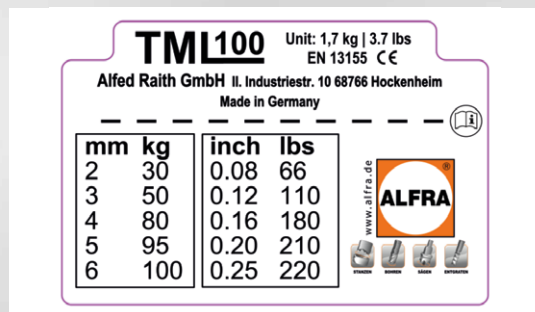 TML100
Unit: 1,7 kg | 3.7 lbs
EN 13155 CE
Alfed Raith GmbH II. Industriestr. 10 68766 Hockenheim
Made in Germany
mm kg
2 30
3 50
4 80
5 95
6 100
inch lbs
0.08 66
0.12 110
0.16 180
0.20 210
0.25 220
www.alfra.de
®
ALFRA
STANZEN BOHREN SÄGEN ENTGRATEN